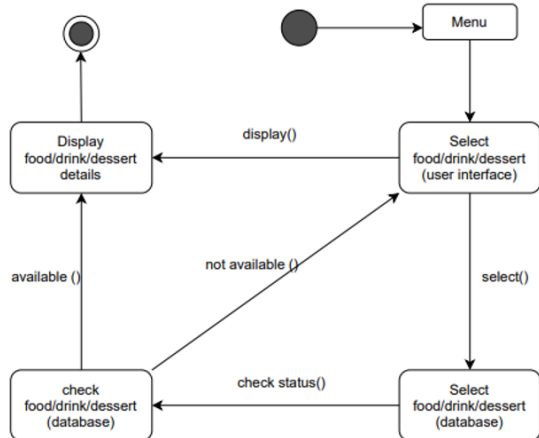 Menu
Display
food/drink/dessert
details
display()
Select
food/drink/dessert
(user interface)
available ()
not available ()
select()
check
food/drink/dessert
(database)
check status()
Select
food/drink/dessert
(database)